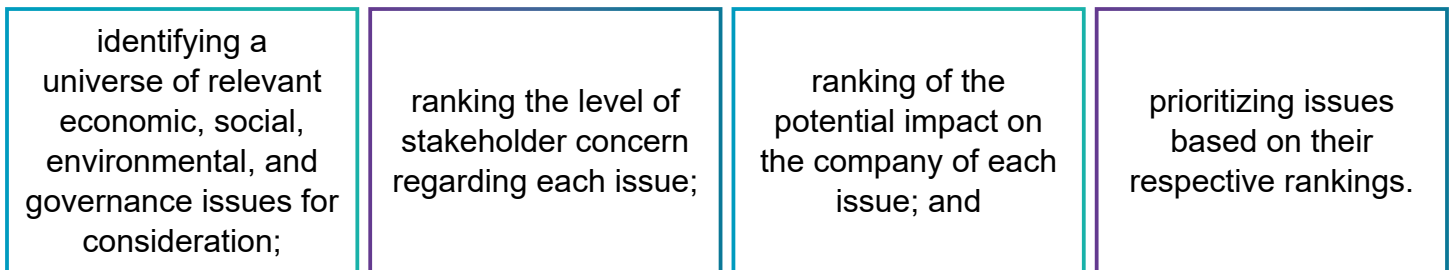 identifying a
universe of relevant
economic, social,
environmental, and
governance issues for
consideration;
ranking the level of
stakeholder concern
regarding each issue;
ranking of the
potential impact on
the company of each
issue; and
prioritizing issues
based on their
respective rankings.